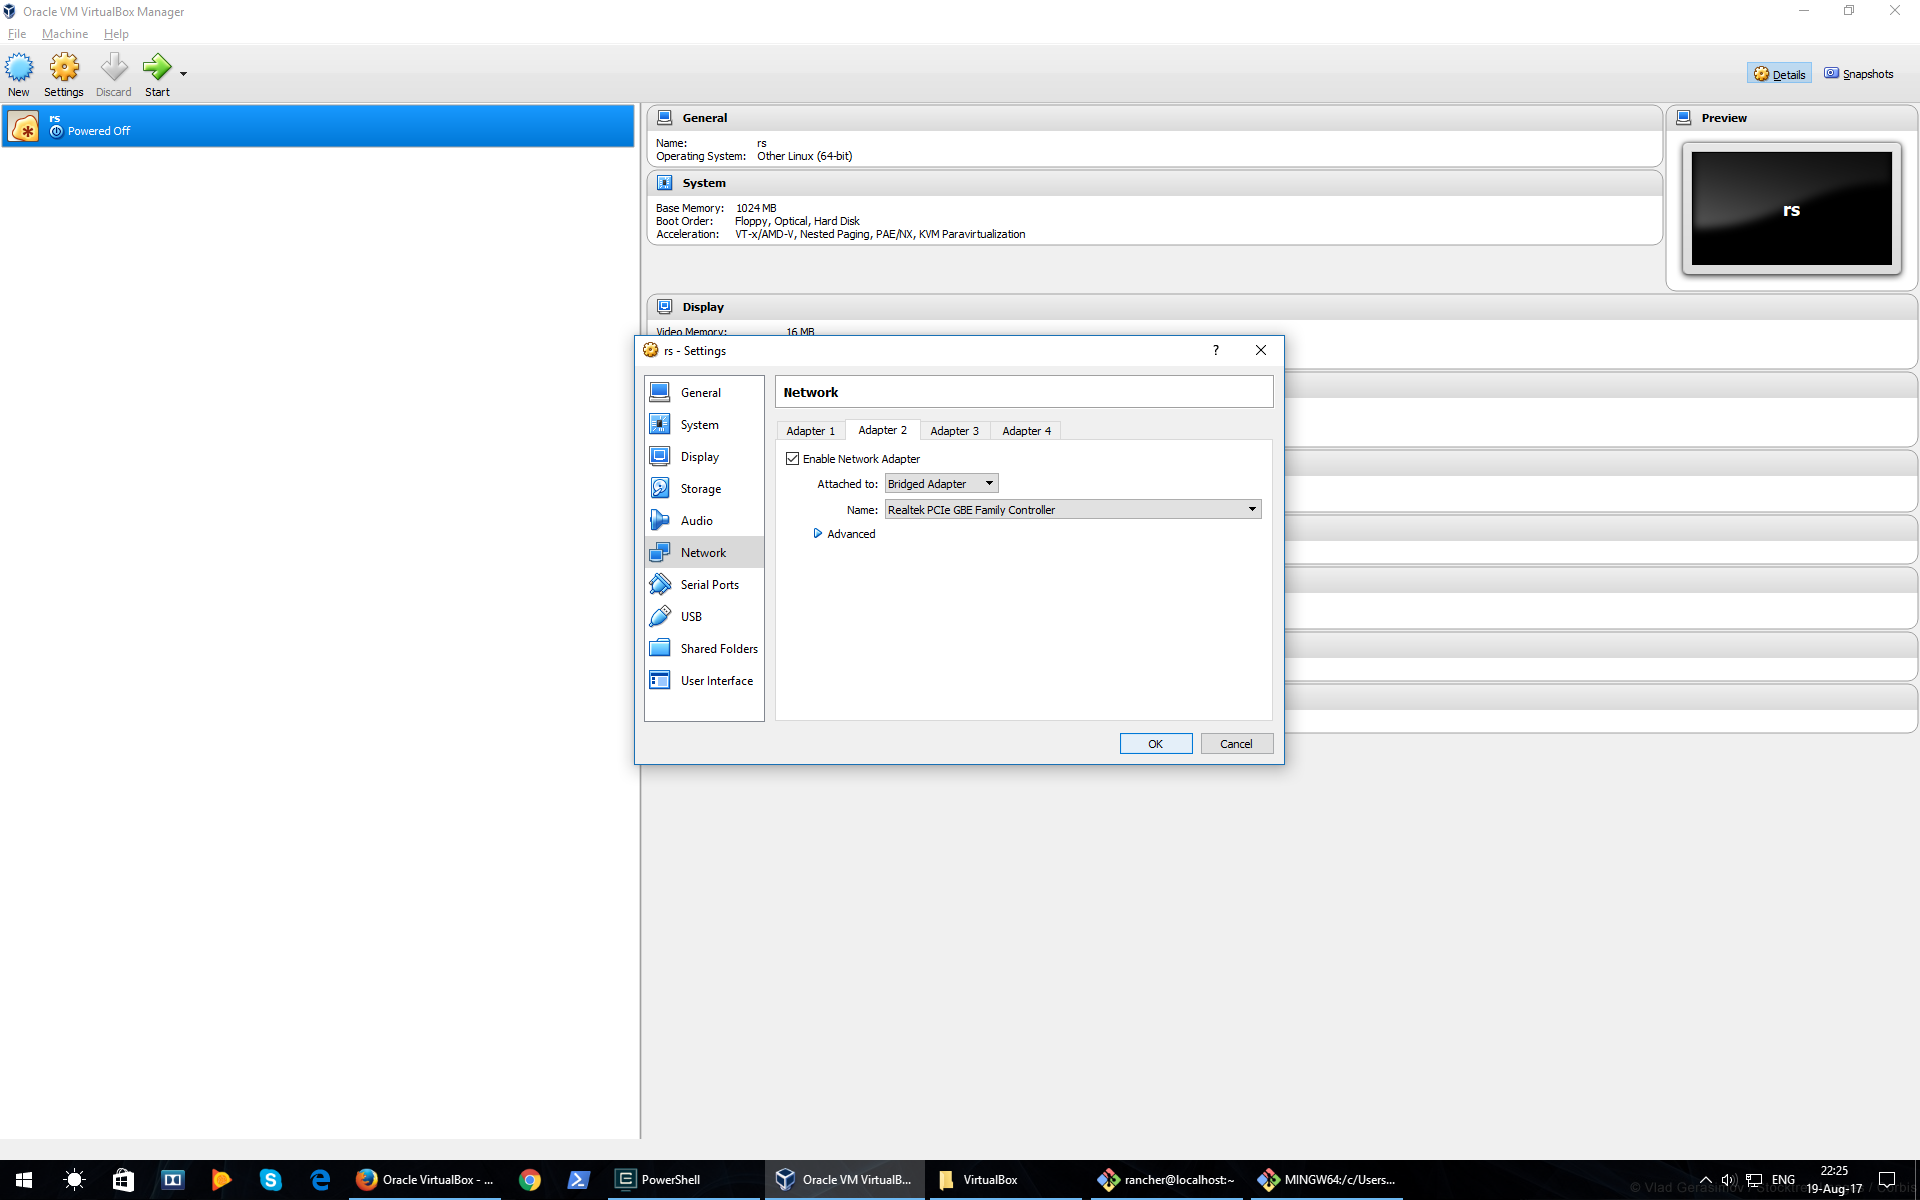 Oracle VM VirtualBox Manager
File Machine Help
New Settings Discard Start
Details Snapshots
rs
Powered Off
General
Name: rs
Operating System: Other Linux (64-bit)
System
Base Memory: 1024 MB
Boot Order: Floppy, Optical, Hard Disk
Acceleration: VT-x/AMD-V, Nested Paging, PAE/NX, KVM Paravirtualization
Preview
rs
Display
Video Memory: 16 MB
rs - Settings
?
General
System
Display
Storage
Audio
Network
Serial Ports
USB
Shared Folders
User Interface
Network
Adapter 1 Adapter 2 Adapter 3 Adapter 4
Enable Network Adapter
Attached to: Bridged Adapter
Name: Realtek PCIe GBE Family Controller
Advanced
OK Cancel
Oracle VirtualBox - ...
PowerShell
Oracle VM VirtualB...
VirtualBox
rancher@localhost:~
MINGW64:/c/Users...
ENG
22:25
19-Aug-17
© Vlad Gerasimov